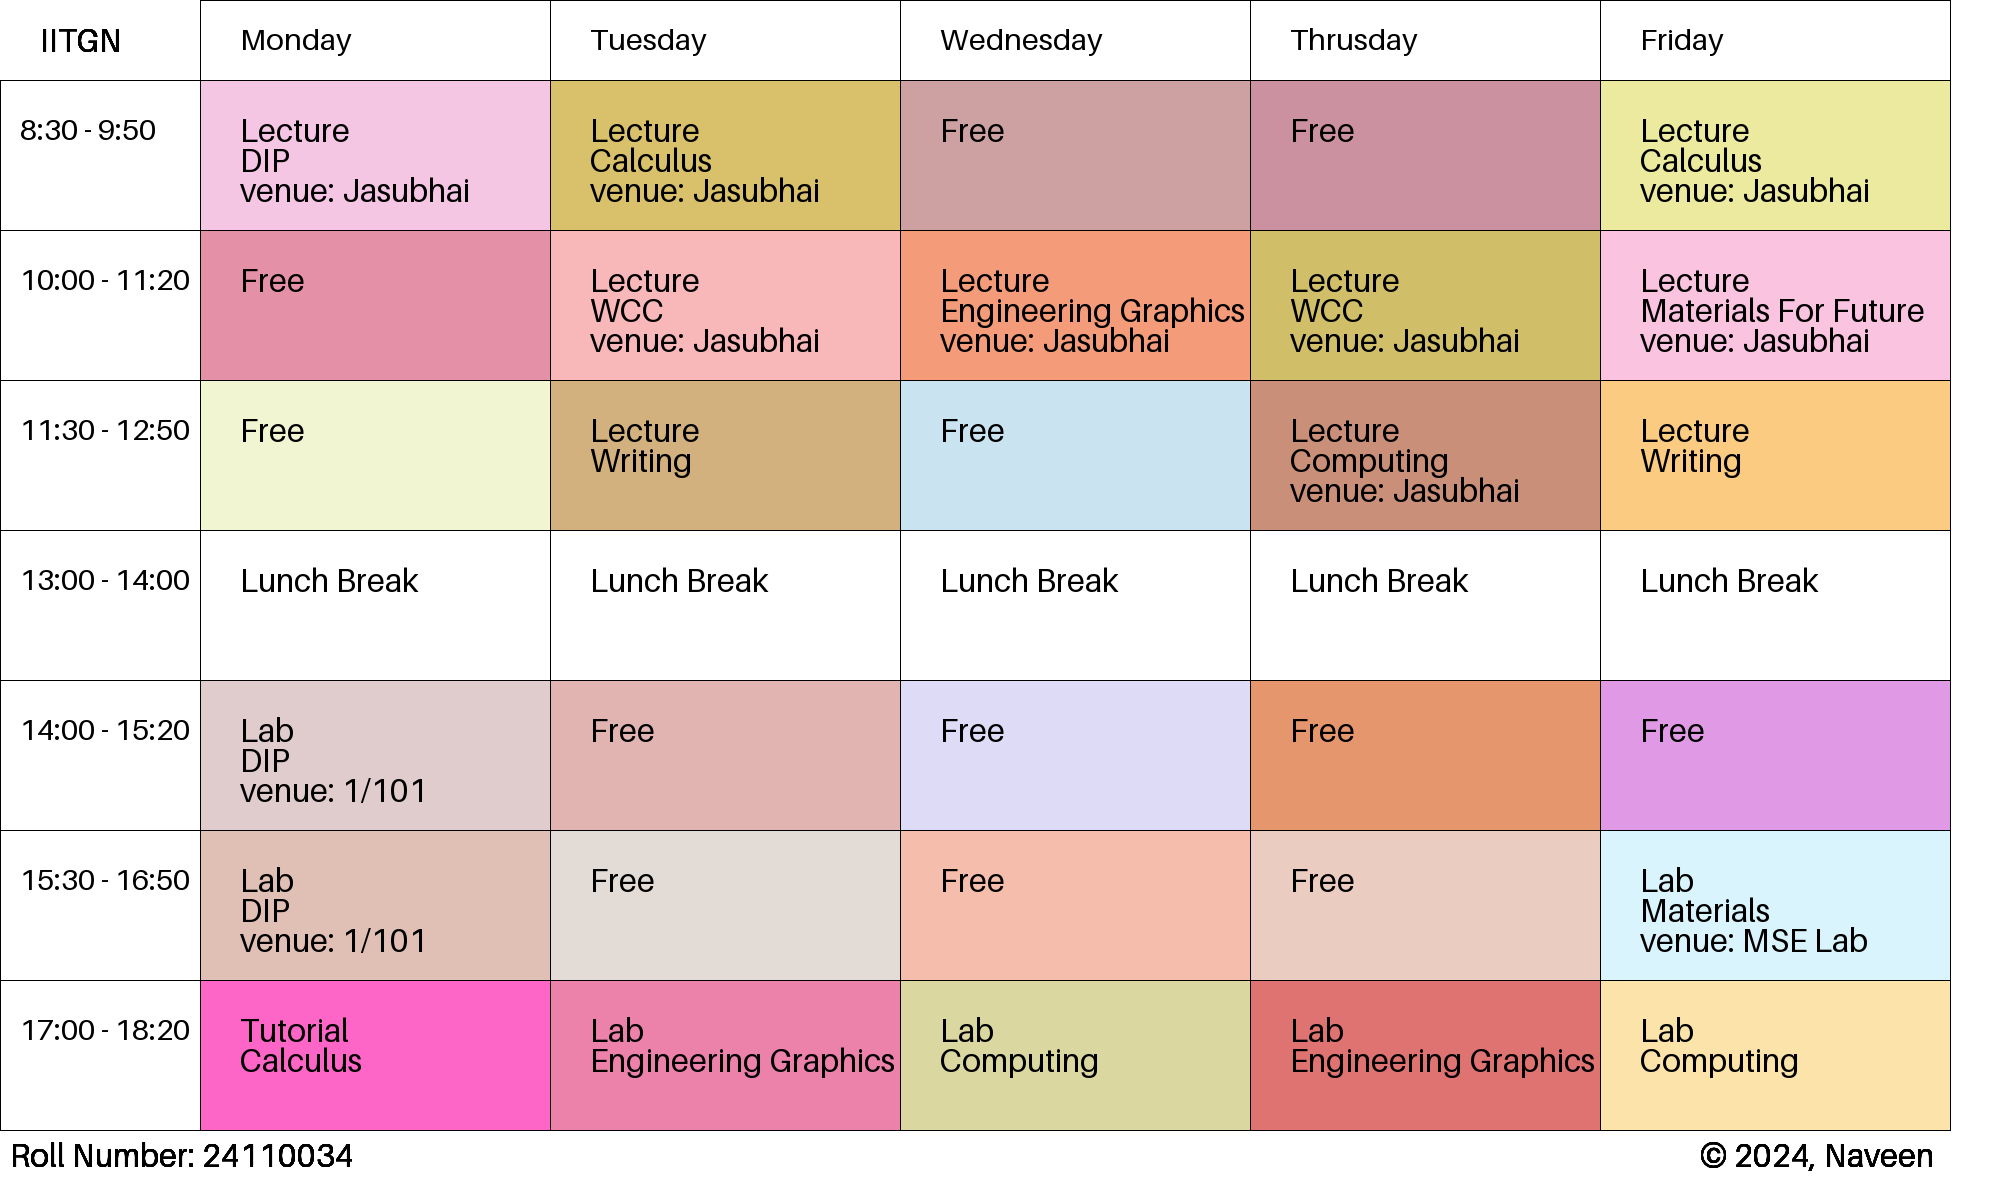 IITGN Monday Tuesday Wednesday Thrusday Friday
8:30 - 9:50
Lecture
DIP
venue: Jasubhai
Lecture
Calculus
venue: Jasubhai
Free
Free
Lecture
Calculus
venue: Jasubhai
10:00 - 11:20
Free
Lecture
WCC
venue: Jasubhai
Lecture
Engineering Graphics
venue: Jasubhai
Lecture
WCC
venue: Jasubhai
Lecture
Materials For Future
venue: Jasubhai
11:30 - 12:50
Free
Lecture
Writing
Free
Lecture
Computing
venue: Jasubhai
Lecture
Writing
13:00 - 14:00
Lunch Break
Lunch Break
Lunch Break
Lunch Break
Lunch Break
14:00 - 15:20
Lab
DIP
venue: 1/101
Free
Free
Free
Free
15:30 - 16:50
Lab
DIP
venue: 1/101
Free
Free
Free
Lab
Materials
venue: MSE Lab
17:00 - 18:20
Tutorial
Calculus
Lab
Engineering Graphics
Lab
Computing
Lab
Engineering Graphics
Lab
Computing
Roll Number: 24110034
© 2024, Naveen